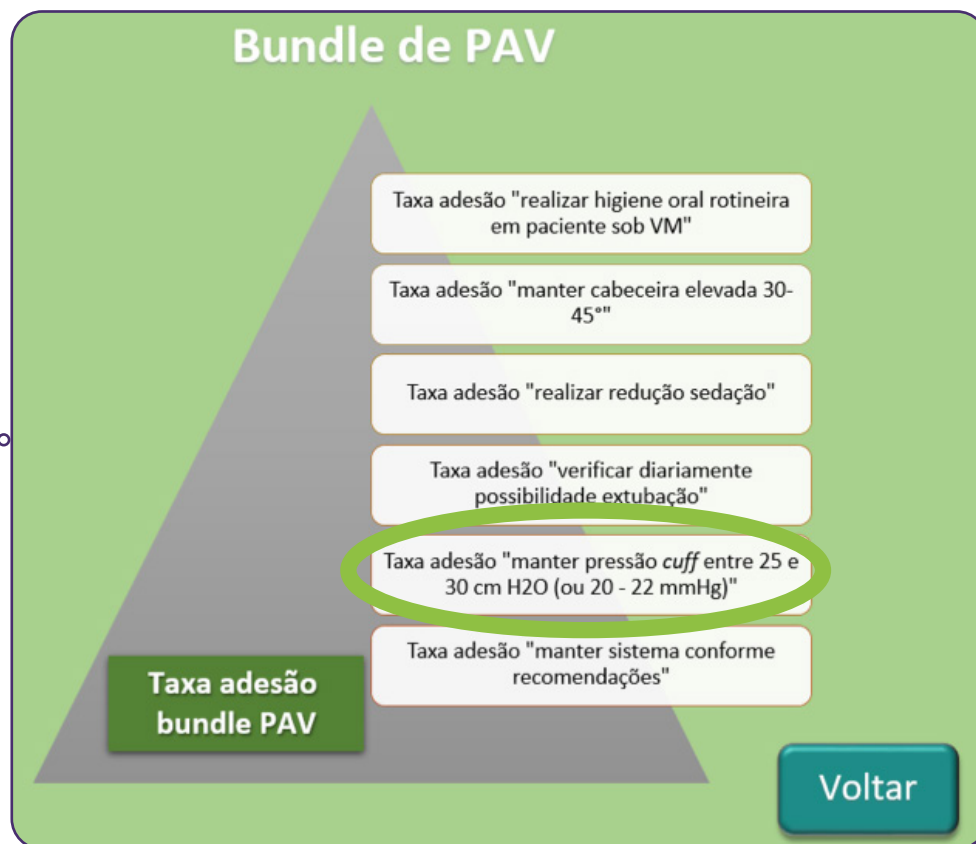 Bundle de PAV
Taxa adesão "realizar higiene oral rotineira
em paciente sob VM"
Taxa adesão "manter cabeceira elevada 30-
45°"
Taxa adesão "realizar redução sedação"
Taxa adesão "verificar diariamente
possibilidade extubação"
Taxa adesão "manter pressão cuff entre 25 e
30 cm H2O (ou 20 - 22 mmHg)"
Taxa adesão "manter sistema conforme
recomendações"
Taxa adesão
bundle PAV
Voltar